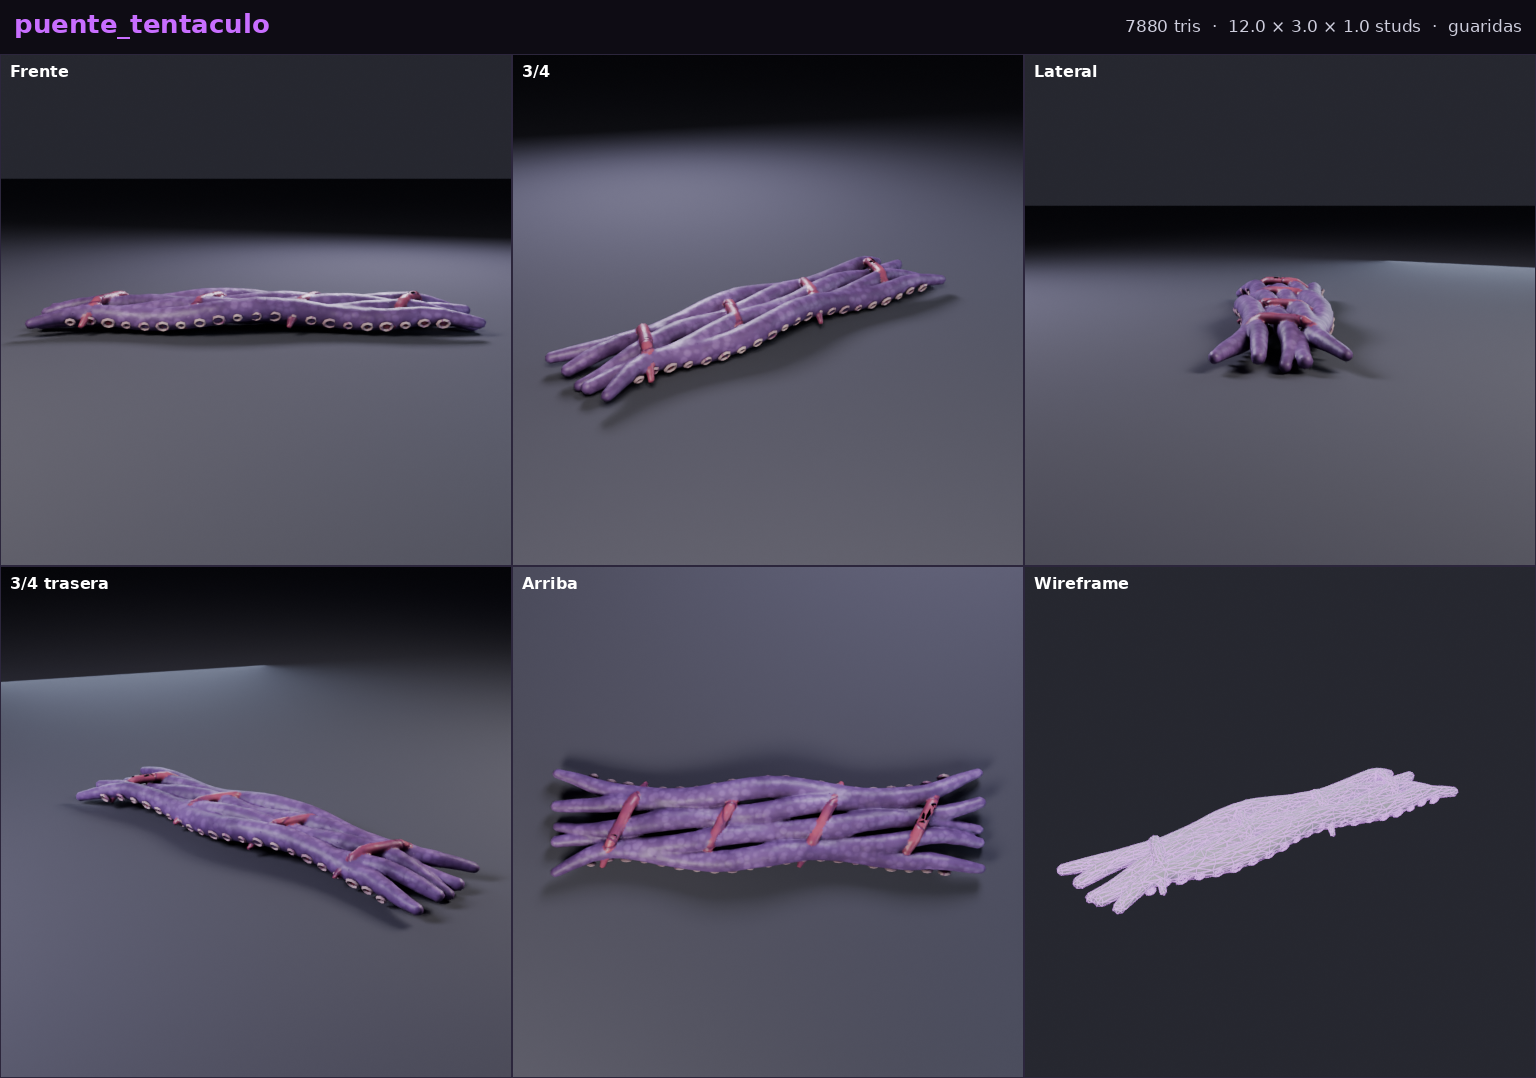 puente_tentaculo
7880 tris · 12.0 × 3.0 × 1.0 studs · guaridas
Frente
3/4
Lateral
3/4 trasera
Arriba
Wireframe